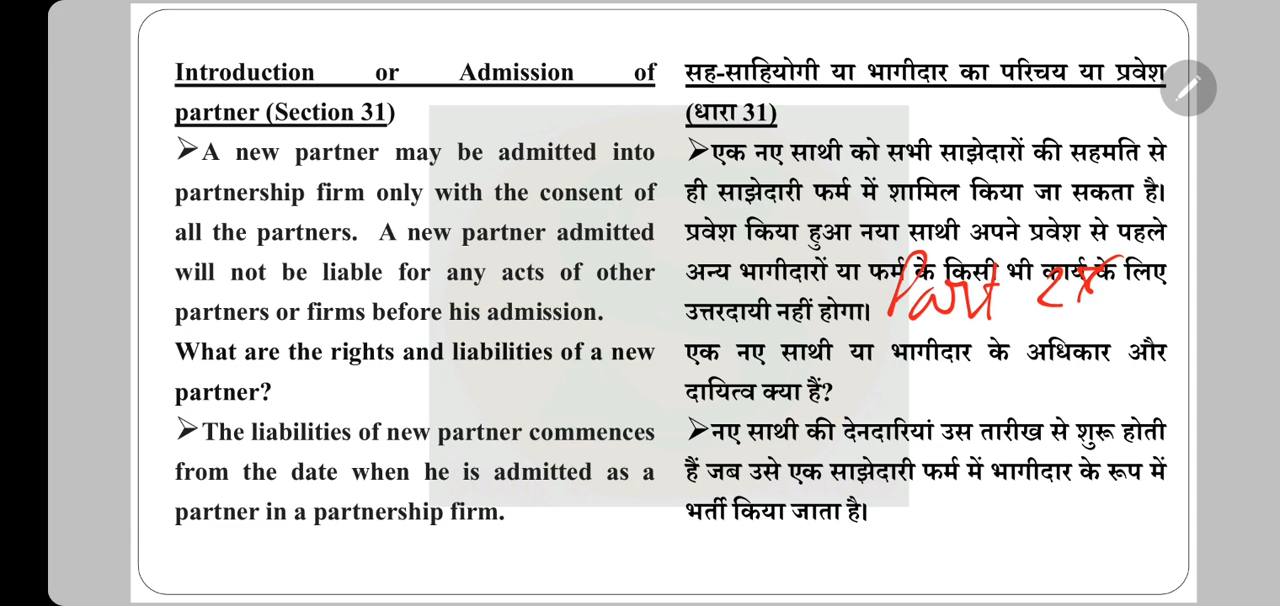 Introduction or Admission of
partner (Section 31)
➢A new partner may be admitted into
partnership firm only with the consent of
all the partners. A new partner admitted
will not be liable for any acts of other
partners or firms before his admission.
What are the rights and liabilities of a new
partner?
➢The liabilities of new partner commences
from the date when he is admitted as a
partner in a partnership firm.
सह-साहियोगी या भागीदार का परिचय या प्रवेश
(धारा 31)
➢एक नए साथी को सभी साझेदारों की सहमति से
ही साझेदारी फर्म में शामिल किया जा सकता है।
प्रवेश किया हुआ नया साथी अपने प्रवेश से पहले
अन्य भागीदारों या फर्म के किसी भी कार्य के लिए
उत्तरदायी नहीं होगा।
Part
एक नए साथी या भागीदार के अधिकार और
दायित्व क्या हैं?
➢नए साथी की देनदारियां उस तारीख से शुरू होती
हैं जब उसे एक साझेदारी फर्म में भागीदार के रूप में
भर्ती किया जाता है।